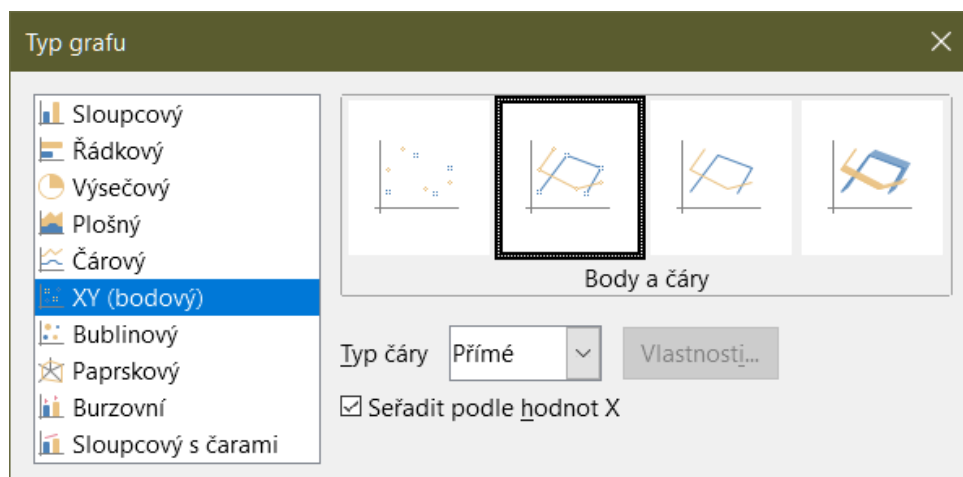 Typ grafu
Sloupcový
Řádkový
Výsečový
Plošný
Čárový
XY (bodový)
Bublinový
Paprskový
Burzovní
Sloupcový s čarami
Body a čáry
Typ čáry Přímé Vlastnosti...
Seřadit podle hodnot X